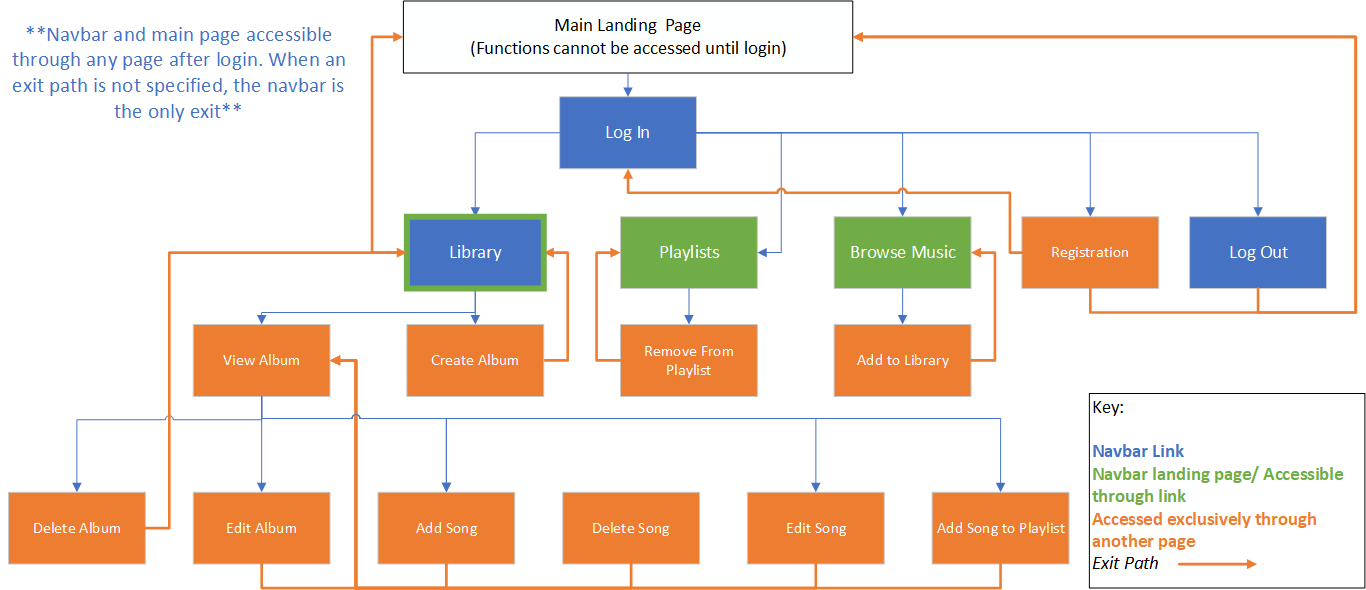 **Navbar and main page accessible
through any page after login. When an
exit path is not specified, the navbar is
the only exit**
Main Landing Page
(Functions cannot be accessed until login)
Log In
Library
Playlists
Browse Music
Registration
Log Out
View Album
Create Album
Remove From
Playlist
Add to Library
Delete Album
Edit Album
Add Song
Delete Song
Edit Song
Add Song to Playlist
Key:
Navbar Link
Navbar landing page/ Accessible
through link
Accessed exclusively through
another page
Exit Path